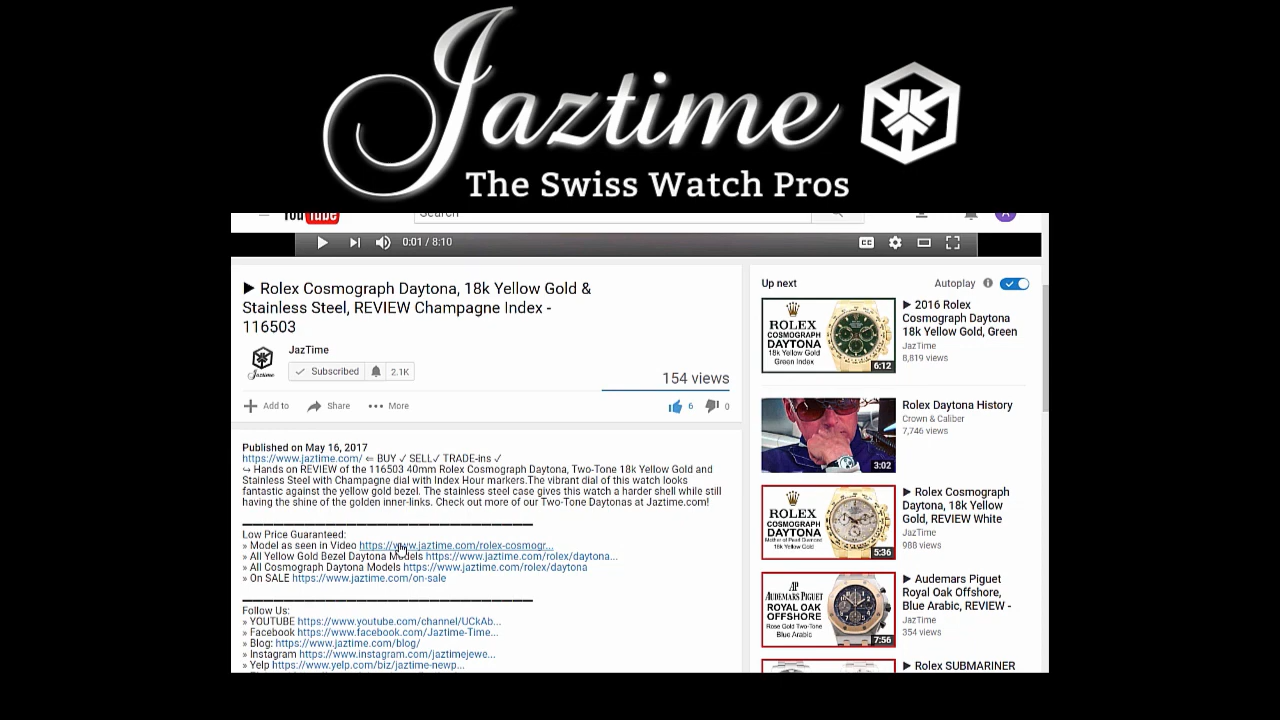 Jaztime
The Swiss Watch Pros
YouTube
Search
0:01 / 8:10
CC
▶ Rolex Cosmograph Daytona, 18k Yellow Gold &
Stainless Steel, REVIEW Champagne Index -
116503
JazTime
Jaztime
✓ Subscribed 2.1K
154 views
+ Add to Share ••• More
6 0
Published on May 16, 2017
https://www.jaztime.com/ ⇐ BUY ✓ SELL✓ TRADE-ins ✓
↪ Hands on REVIEW of the 116503 40mm Rolex Cosmograph Daytona, Two-Tone 18k Yellow Gold and
Stainless Steel with Champagne dial with Index Hour markers.The vibrant dial of this watch looks
fantastic against the yellow gold bezel. The stainless steel case gives this watch a harder shell while still
having the shine of the golden inner-links. Check out more of our Two-Tone Daytonas at Jaztime.com!
Low Price Guaranteed:
» Model as seen in Video https://www.jaztime.com/rolex-cosmogr...
» All Yellow Gold Bezel Daytona Models https://www.jaztime.com/rolex/daytona...
» All Cosmograph Daytona Models https://www.jaztime.com/rolex/daytona
» On SALE https://www.jaztime.com/on-sale
Follow Us:
» YOUTUBE https://www.youtube.com/channel/UCkAb...
» Facebook https://www.facebook.com/Jaztime-Time...
» Blog: https://www.jaztime.com/blog/
» Instagram https://www.instagram.com/jaztimejewe...
» Yelp https://www.yelp.com/biz/jaztime-newp...
Up next
Autoplay
ROLEX
COSMOGRAPH
DAYTONA
18k Yellow Gold
Green Index
6:12
▶ 2016 Rolex
Cosmograph Daytona
18k Yellow Gold, Green
JazTime
8,819 views
3:02
Rolex Daytona History
Crown & Caliber
7,746 views
ROLEX
COSMOGRAPH
DAYTONA
Mother of Pearl Diamond
18k Yellow Gold
5:36
▶ Rolex Cosmograph
Daytona, 18k Yellow
Gold, REVIEW White
JazTime
988 views
AP
AUDEMARS PIGUET
ROYAL OAK
OFFSHORE
Rose Gold Two-Tone
Blue Arabic
7:56
▶ Audemars Piguet
Royal Oak Offshore,
Blue Arabic, REVIEW -
JazTime
354 views
▶ Rolex SUBMARINER